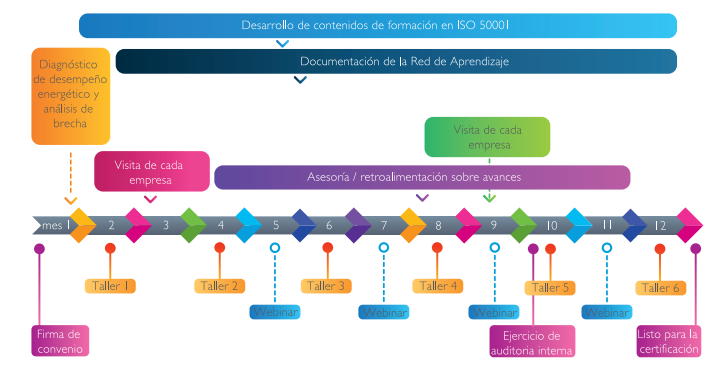 Desarrollo de contenidos de formación en ISO 50001
Documentación de la Red de Aprendizaje
Diagnóstico
de desempeño
energético y
análisis de
brecha
Visita de cada
empresa
Visita de cada
empresa
Asesoría / retroalimentación sobre avances
mes 1 2 3 4 5 6 7 8 9 10 11 12
Taller 1
Taller 2
Taller 3
Taller 4
Taller 5
Taller 6
Webinar
Webinar
Webinar
Webinar
Firma de
convenio
Ejercicio de
auditoria interna
Listo para la
certificación